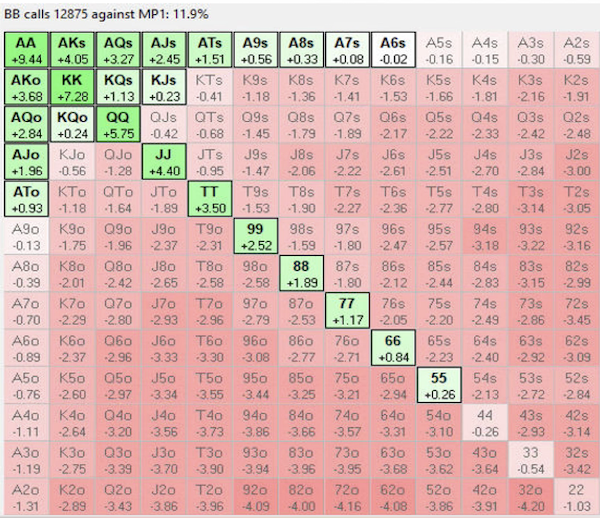 BB calls 12875 against MP1: 11.9%
AA AKs AQs AJs ATs A9s A8s A7s A6s A5s A4s A3s A2s
+9.44 +4.05 +3.27 +2.45 +1.51 +0.56 +0.33 +0.08 -0.02 -0.16 -0.15 -0.30 -0.59
AKo KK KQs KJs KTs K9s K8s K7s K6s K5s K4s K3s K2s
+3.68 +7.28 +1.13 +0.23 -0.41 -1.18 -1.36 -1.41 -1.53 -1.66 -1.81 -2.16 -1.91
AQo KQo QQ QJs QTs Q9s Q8s Q7s Q6s Q5s Q4s Q3s Q2s
+2.84 +0.24 +5.75 -0.42 -0.68 -1.45 -1.79 -1.89 -2.17 -2.22 -2.33 -2.42 -2.48
AJo KJo QJo JJ JTs J9s J8s J7s J6s J5s J4s J3s J2s
+1.96 -0.56 -1.28 +4.40 -0.95 -1.47 -2.06 -2.22 -2.61 -2.51 -2.70 -2.84 -3.00
ATo KTo QTo JTo TT T9s T8s T7s T6s T5s T4s T3s T2s
+0.93 -1.18 -1.64 -1.89 +3.50 -1.53 -1.90 -2.27 -2.36 -2.77 -2.80 -3.14 -3.05
A9o K9o Q9o J9o T9o 99 98s 97s 96s 95s 94s 93s 92s
-0.13 -1.75 -1.96 -2.37 -2.31 +2.52 -1.59 -1.80 -2.47 -2.57 -3.18 -3.22 -3.16
A8o K8o Q8o J8o T8o 98o 88 87s 86s 85s 84s 83s 82s
-0.39 -2.01 -2.42 -2.65 -2.58 -2.58 +1.89 -1.80 -2.12 -2.44 -2.83 -3.15 -2.99
A7o K7o Q7o J7o T7o 97o 87o 77 76s 75s 74s 73s 72s
-0.70 -2.29 -2.80 -2.93 -2.96 -2.79 -2.53 +1.17 -2.05 -2.20 -2.49 -2.86 -3.45
A6o K6o Q6o J6o T6o 96o 86o 76o 66 65s 64s 63s 62s
-0.89 -2.37 -2.96 -3.33 -3.30 -3.08 -2.77 -2.71 +0.84 -2.23 -2.40 -2.92 -3.09
A5o K5o Q5o J5o T5o 95o 85o 75o 65o 55 54s 53s 52s
-0.76 -2.60 -2.97 -3.34 -3.55 -3.44 -3.25 -3.21 -2.94 +0.26 -2.13 -2.72 -2.84
A4o K4o Q4o J4o T4o 94o 84o 74o 64o 54o 44 43s 42s
-1.11 -2.64 -3.20 -3.56 -3.73 -3.86 -3.66 -3.57 -3.31 -3.10 -0.26 -2.93 -3.14
A3o K3o Q3o J3o T3o 93o 83o 73o 63o 53o 43o 33 32s
-1.19 -2.75 -3.39 -3.70 -3.90 -3.94 -3.96 -3.95 -3.68 -3.62 -3.64 -0.54 -3.42
A2o K2o Q2o J2o T2o 92o 82o 72o 62o 52o 42o 32o 22
-1.31 -2.89 -3.43 -3.86 -3.96 -4.09 -4.00 -4.16 -4.08 -3.86 -3.91 -4.20 -1.03